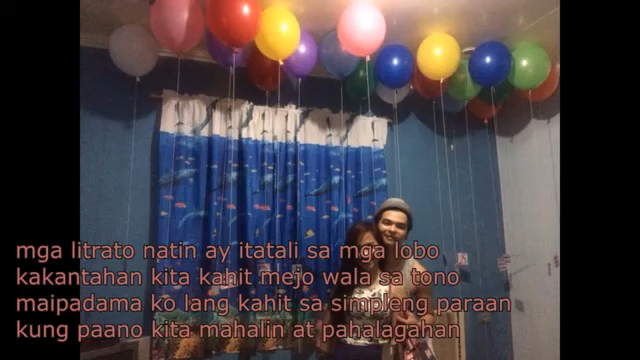 mga litrato natin ay itatali sa mga lobo
kakantahan kita kahit mejo wala sa tono
maipadama ko lang kahit sa simpleng paraan
kung paano kita mahalin at pahalagahan